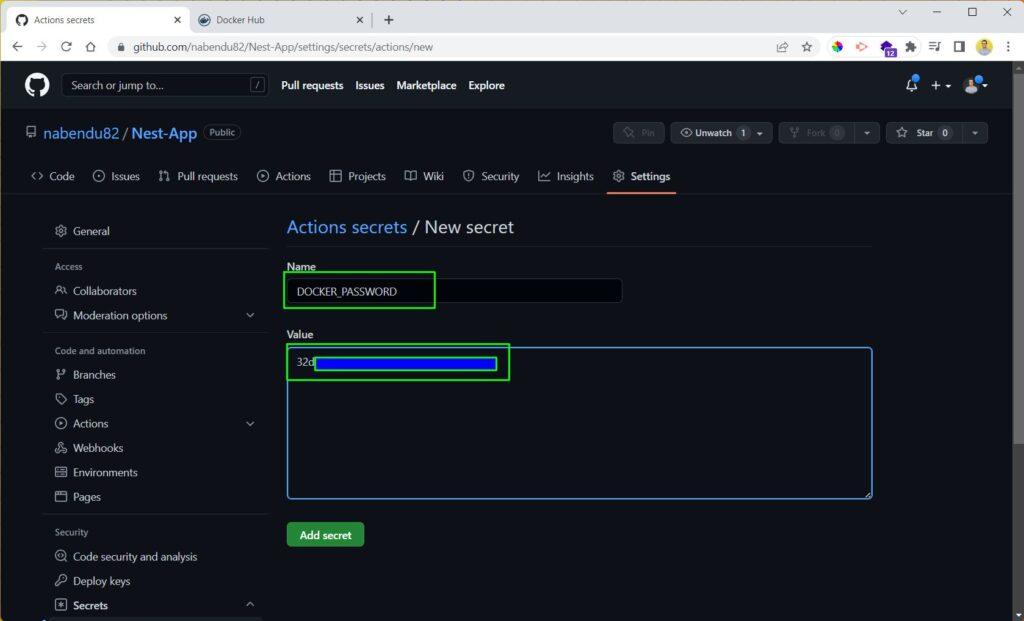 Actions secrets
Docker Hub
github.com/nabendu82/Nest-App/settings/secrets/actions/new
12
Search or jump to...
/
Pull requests
Issues
Marketplace
Explore
nabendu82 / Nest-App
Public
Pin
Unwatch 1
Fork 0
Star 0
Code
Issues
Pull requests
Actions
Projects
Wiki
Security
Insights
Settings
General
Access
Collaborators
Moderation options
Code and automation
Branches
Tags
Actions
Webhooks
Environments
Pages
Security
Code security and analysis
Deploy keys
Secrets
Actions secrets / New secret
Name
DOCKER_PASSWORD
Value
32d
Add secret